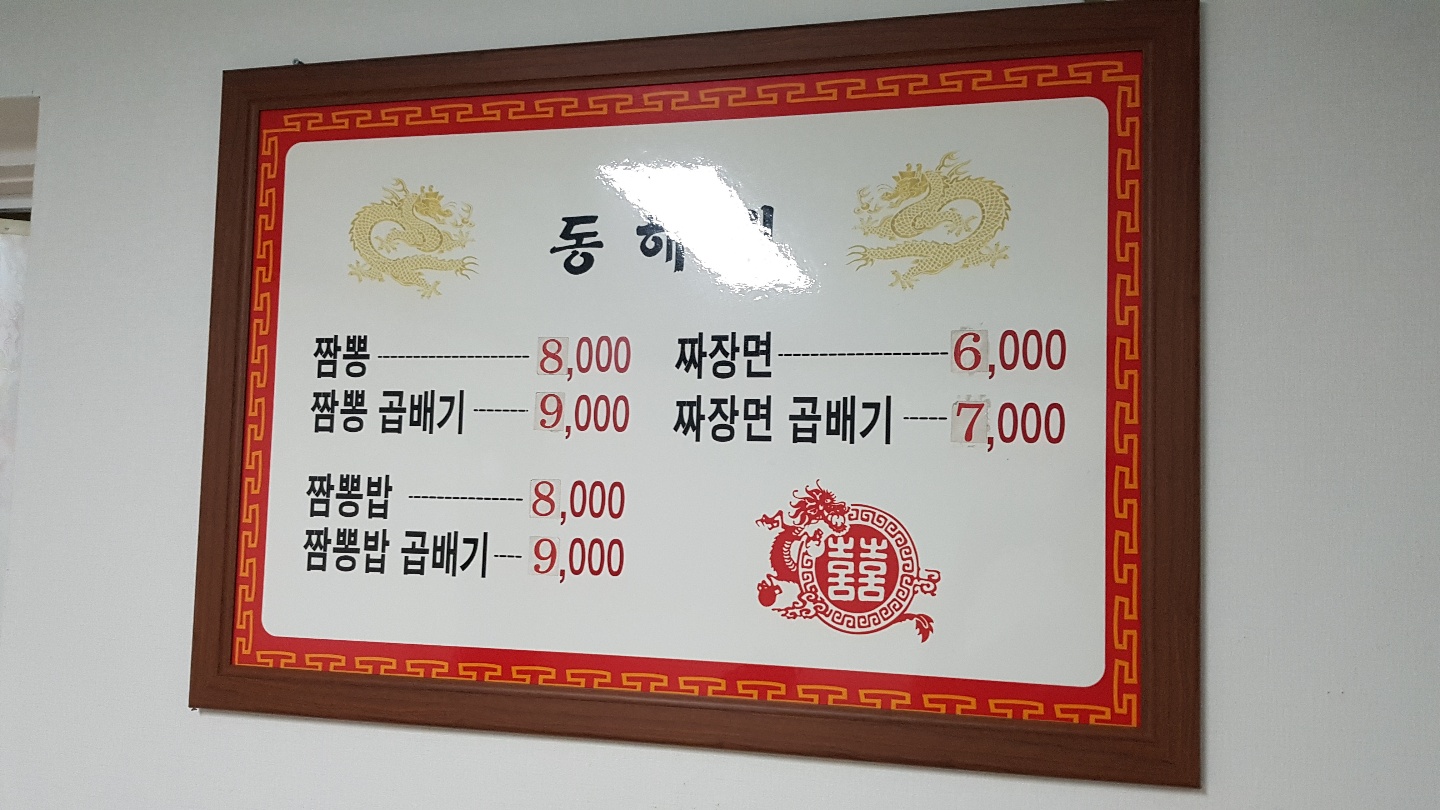 동해
짬뽕 -------------------- 8,000
짬뽕 곱배기 -------- 9,000
짬뽕밥 --------------- 8,000
짬뽕밥 곱배기 ---- 9,000
짜장면 -------------------- 6,000
짜장면 곱배기 ----- 7,000
囍